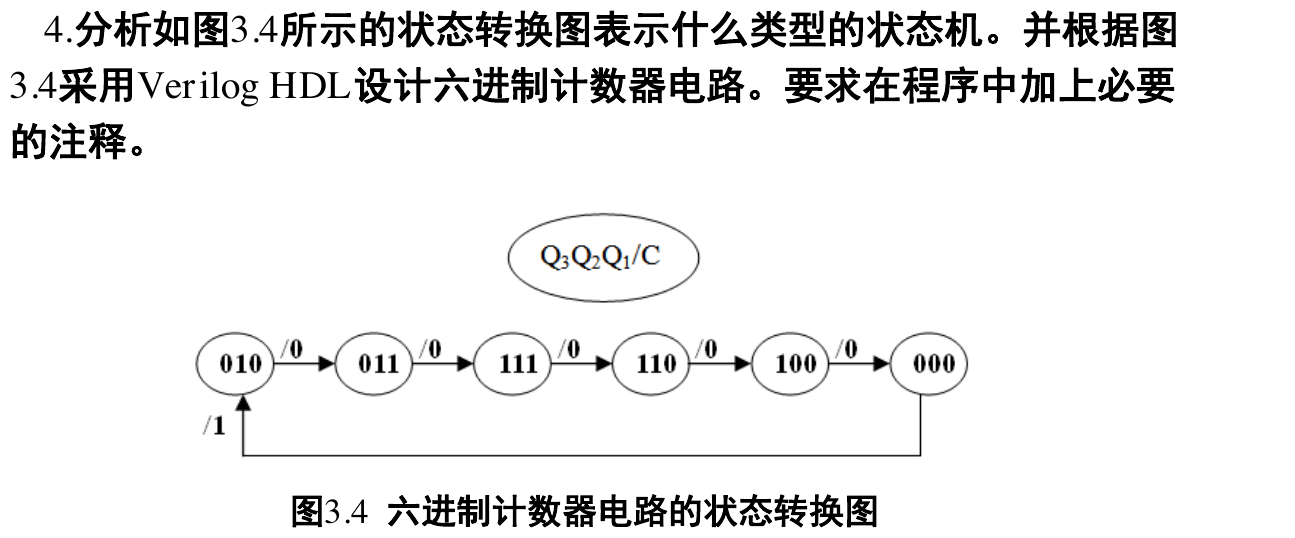 4.分析如图3.4所示的状态转换图表示什么类型的状态机。并根据图
3.4采用Verilog HDL设计六进制计数器电路。要求在程序中加上必要
的注释。
Q₃Q₂Q₁/C
010 /0 011 /0 111 /0 110 /0 100 /0 000
/1
图3.4 六进制计数器电路的状态转换图